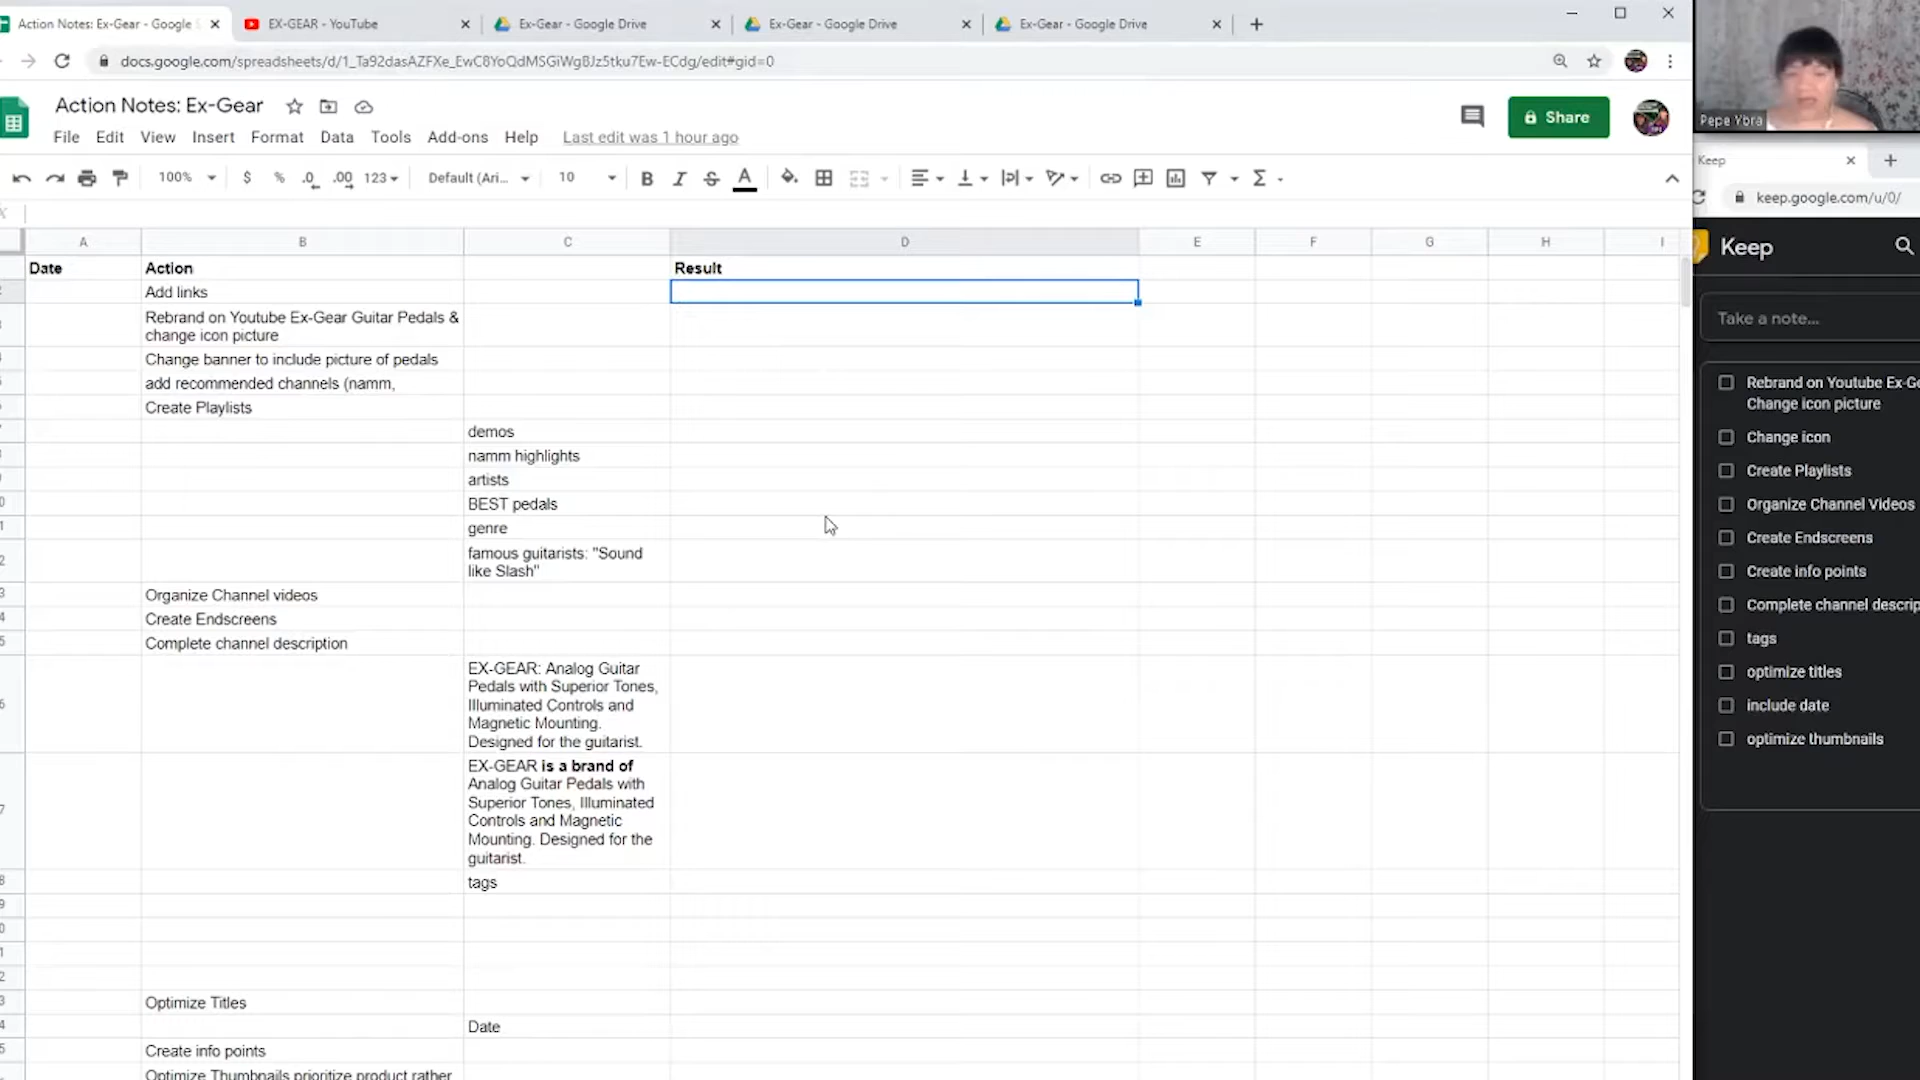 Action Notes: Ex-Gear - Google S
EX-GEAR - YouTube
Ex-Gear - Google Drive
Ex-Gear - Google Drive
Ex-Gear - Google Drive
docs.google.com/spreadsheets/d/1_Ta92dasAZFXe_EwC8YoQdMSGiWgBJz5tku7Ew-ECdg/edit#gid=0
Action Notes: Ex-Gear
File Edit View Insert Format Data Tools Add-ons Help Last edit was 1 hour ago
Share
100% $ % .0 .00 123 Default (Ari... 10 B I S A
A B C D E F G H I
Date Action Result
Add links
Rebrand on Youtube Ex-Gear Guitar Pedals &
change icon picture
Change banner to include picture of pedals
add recommended channels (namm,
Create Playlists
demos
namm highlights
artists
BEST pedals
genre
famous guitarists: "Sound
like Slash"
Organize Channel videos
Create Endscreens
Complete channel description
EX-GEAR: Analog Guitar
Pedals with Superior Tones,
Illuminated Controls and
Magnetic Mounting.
Designed for the guitarist.
EX-GEAR is a brand of
Analog Guitar Pedals with
Superior Tones, Illuminated
Controls and Magnetic
Mounting. Designed for the
guitarist.
tags
Optimize Titles
Date
Create info points
Optimize Thumbnails prioritize product rather
Pepe Ybra
Keep
keep.google.com/u/0/
Keep
Take a note...
Rebrand on Youtube Ex-Ge
Change icon picture
Change icon
Create Playlists
Organize Channel Videos
Create Endscreens
Create info points
Complete channel descrip
tags
optimize titles
include date
optimize thumbnails